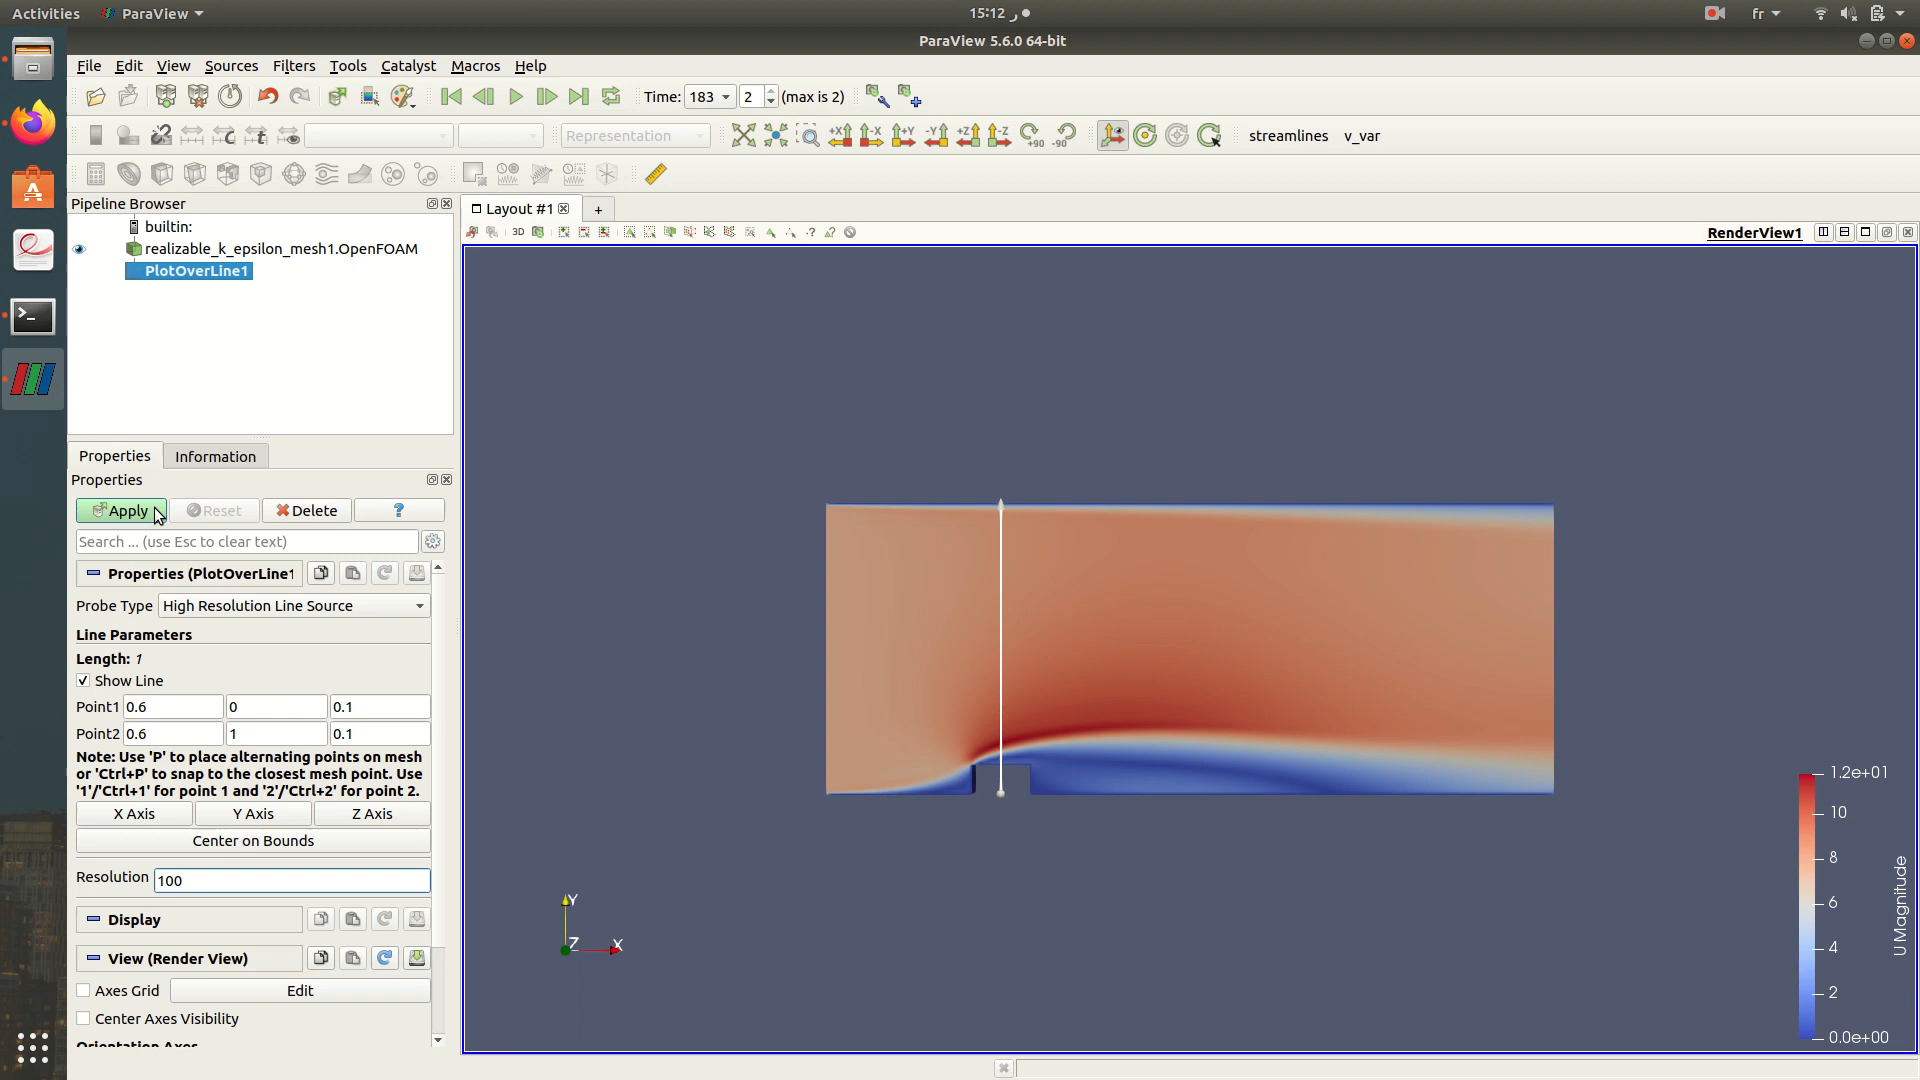 Activities ParaView 15:12 ر fr
ParaView 5.6.0 64-bit
File Edit View Sources Filters Tools Catalyst Macros Help
Time: 183 2 (max is 2)
Representation +X -X +Y -Y +Z -Z +90 -90 streamlines v_var
Pipeline Browser
Layout #1 +
builtin:
3D
RenderView1
realizable_k_epsilon_mesh1.OpenFOAM
PlotOverLine1
Properties Information
Properties
Apply Reset Delete ?
Search ... (use Esc to clear text)
Properties (PlotOverLine1
Probe Type High Resolution Line Source
Line Parameters
Length: 1
Show Line
Point1 0.6 0 0.1
Point2 0.6 1 0.1
Note: Use 'P' to place alternating points on mesh
or 'Ctrl+P' to snap to the closest mesh point. Use
'1'/'Ctrl+1' for point 1 and '2'/'Ctrl+2' for point 2.
X Axis Y Axis Z Axis
Center on Bounds
Resolution 100
Display
View (Render View)
Axes Grid Edit
Center Axes Visibility
Orientation Axes
Y
Z X
1.2e+01
10
8
6
4
2
0.0e+00
U Magnitude